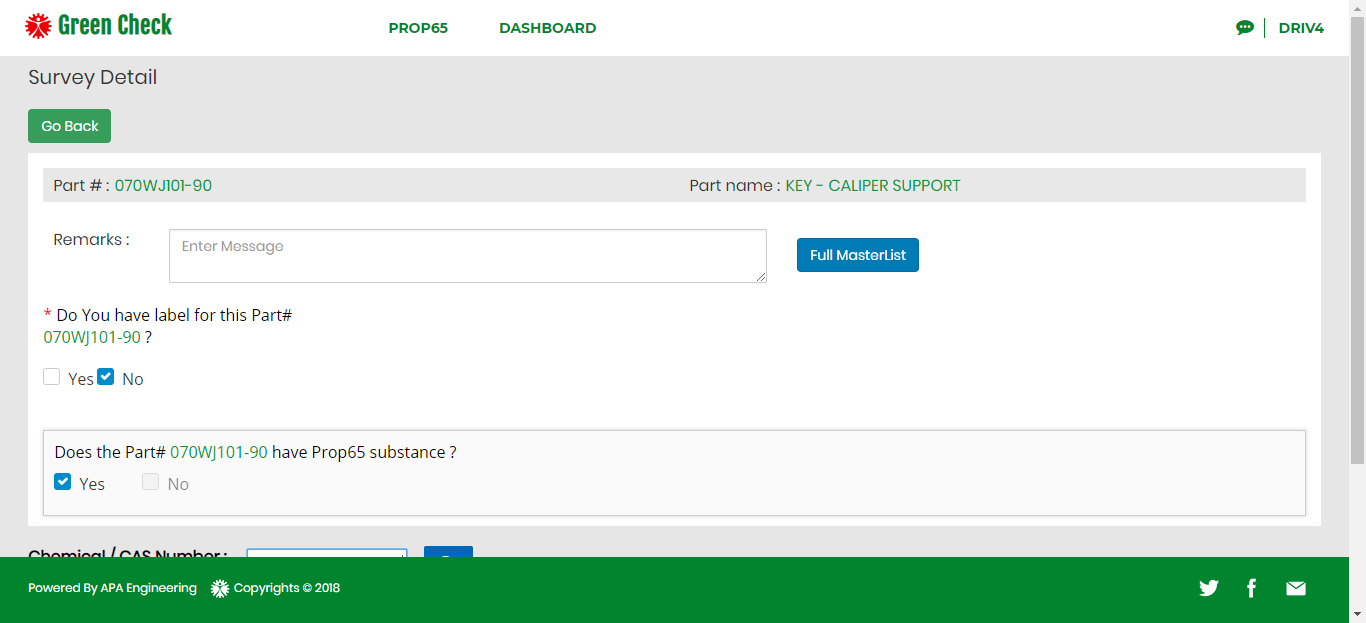 Green Check
PROP65 DASHBOARD DRIV4
Survey Detail
Go Back
Part # : 070WJ101-90 Part name : KEY - CALIPER SUPPORT
Remarks : Enter Message Full MasterList
* Do You have label for this Part#
070WJ101-90 ?
Yes No
Does the Part# 070WJ101-90 have Prop65 substance ?
Yes No
Chemical / CAS Number :
Powered By APA Engineering Copyrights © 2018